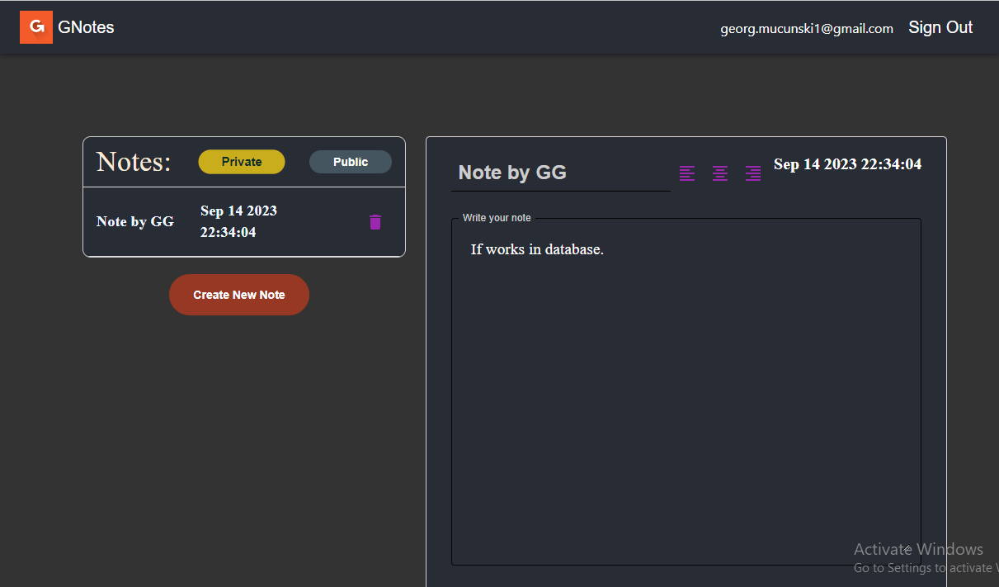 G GNotes
georg.mucunski1@gmail.com Sign Out
Notes: Private Public
Note by GG
Sep 14 2023
22:34:04
Create New Note
Note by GG
Sep 14 2023 22:34:04
Write your note
If works in database.
Activate Windows
Go to Settings to activate W